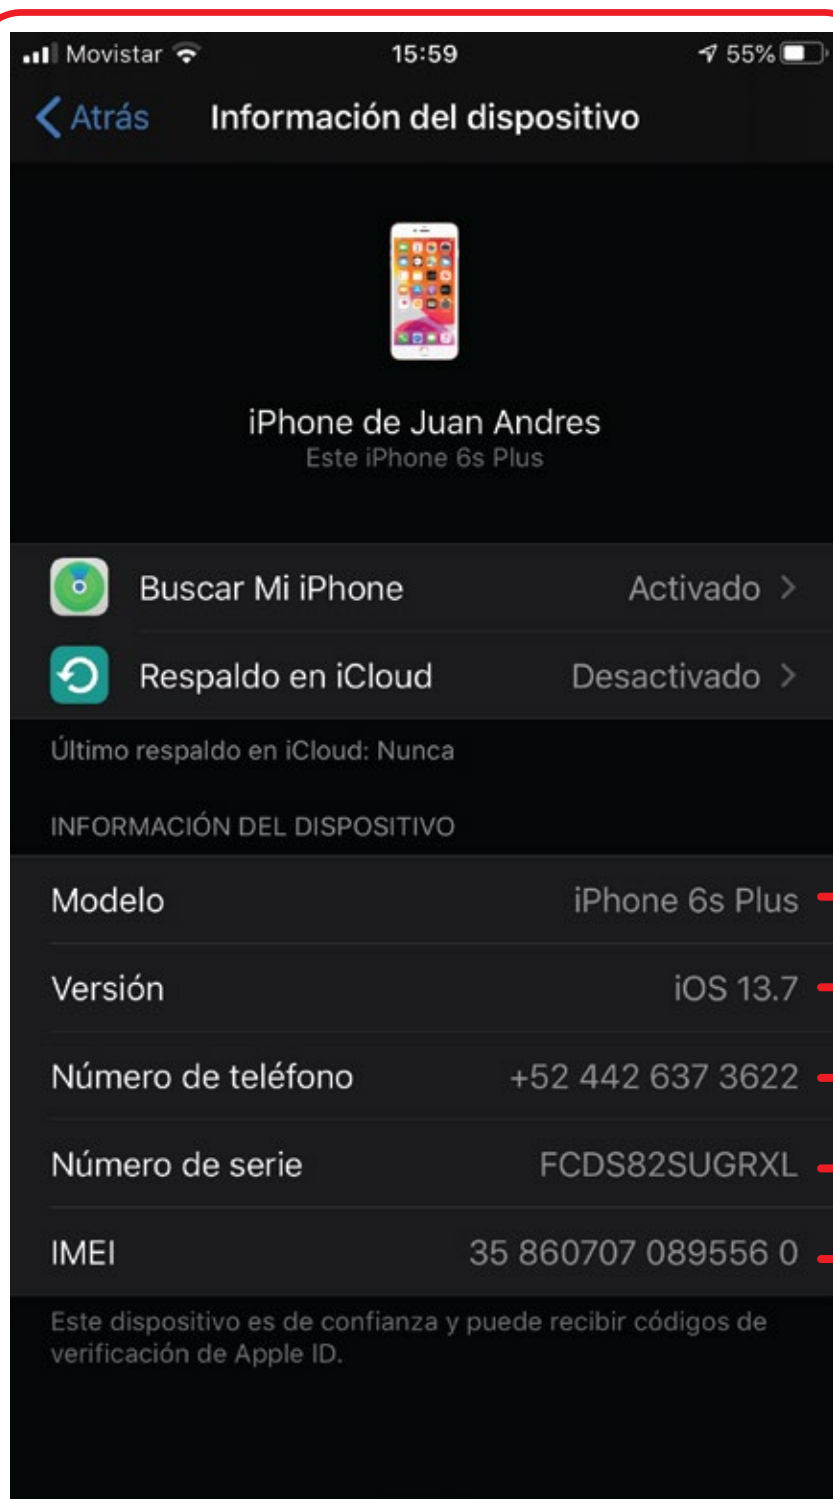 Movistar 15:59 55%
Atrás Información del dispositivo
iPhone de Juan Andres
Este iPhone 6s Plus
Buscar Mi iPhone Activado
Respaldo en iCloud Desactivado
Último respaldo en iCloud: Nunca
INFORMACIÓN DEL DISPOSITIVO
Modelo iPhone 6s Plus
Versión iOS 13.7
Número de teléfono +52 442 637 3622
Número de serie FCDS82SUGRXL
IMEI 35 860707 089556 0
Este dispositivo es de confianza y puede recibir códigos de
verificación de Apple ID.